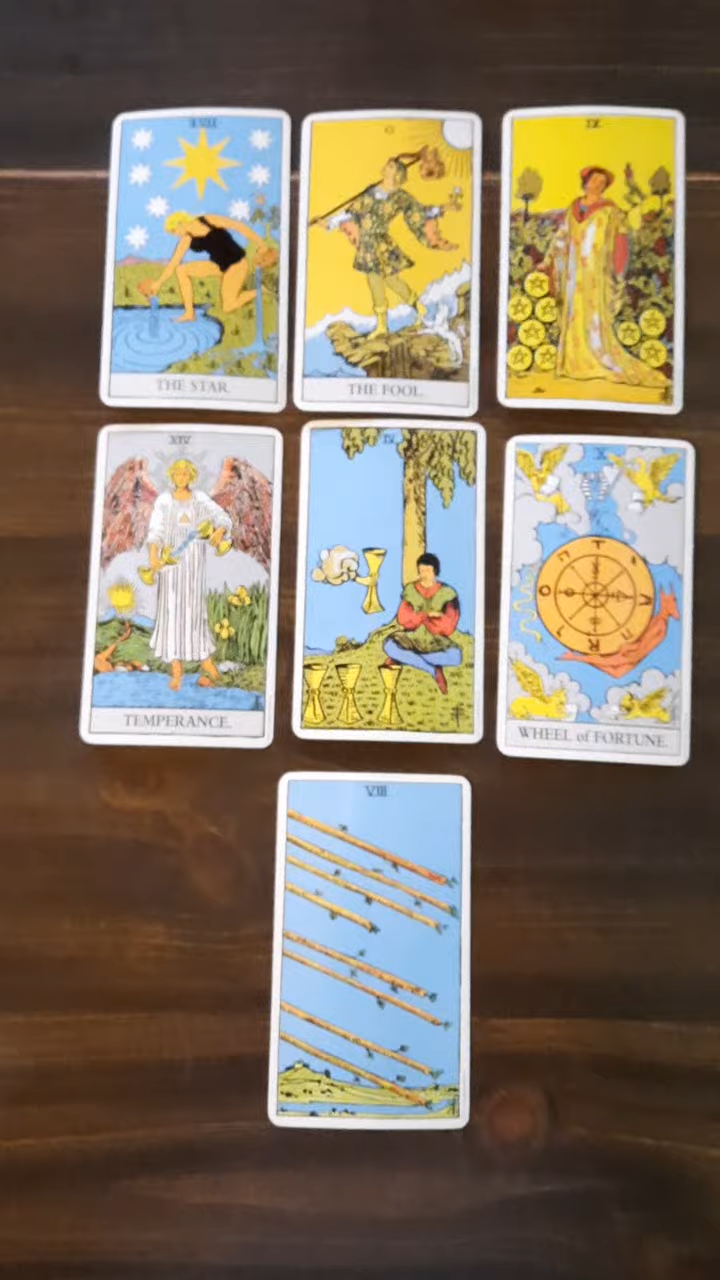 XVII
0
IX
THE STAR.
THE FOOL.
XIV
IV
X
TEMPERANCE.
WHEEL of FORTUNE.
VIII